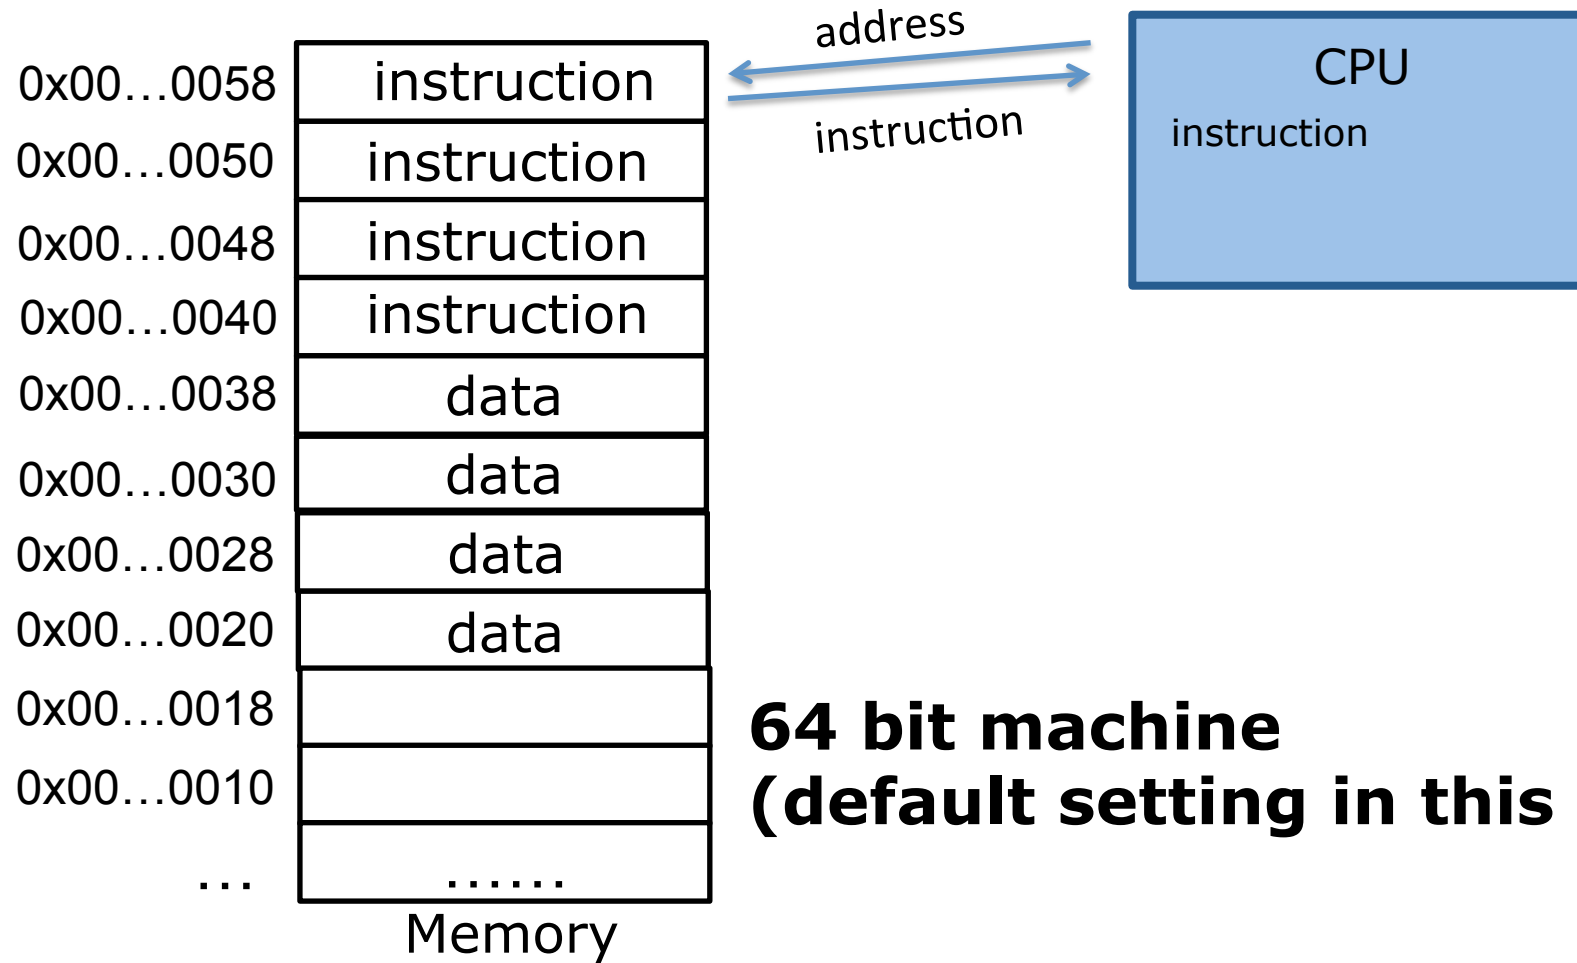 address
CPU
0x00...0058 instruction
instruction
instruction
0x00...0050 instruction
0x00...0048 instruction
0x00...0040 instruction
0x00...0038 data
0x00...0030 data
0x00...0028 data
0x00...0020 data
0x00...0018
0x00...0010
64 bit machine
(default setting in this
... ......
Memory